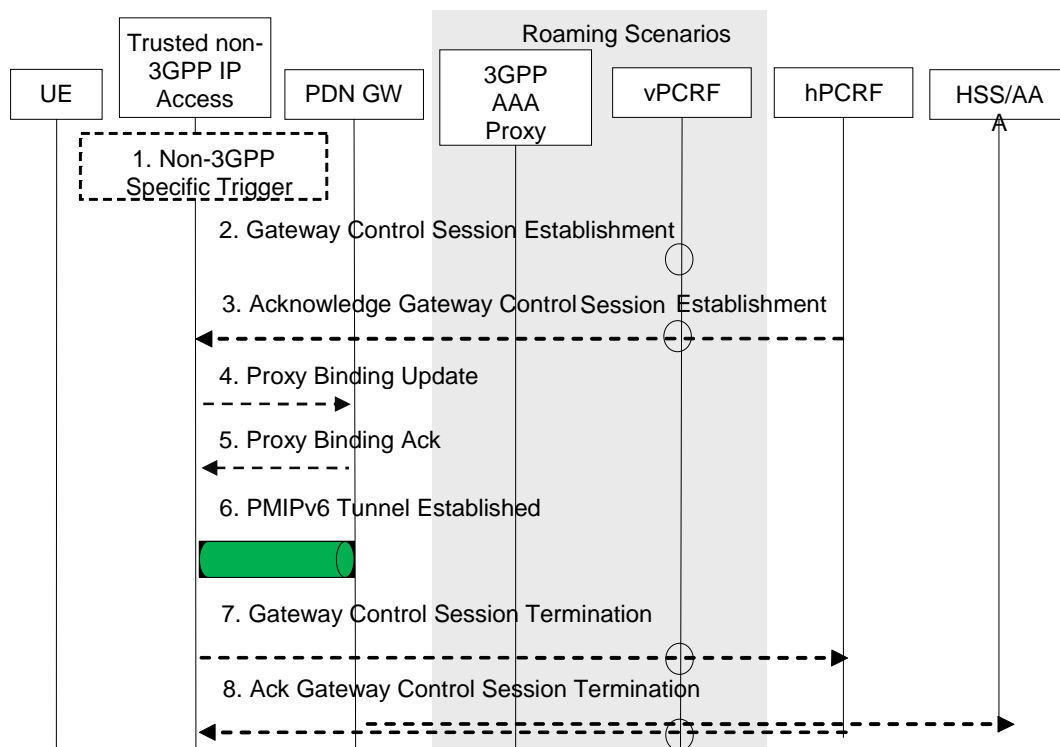 Roaming Scenarios
UE
Trusted non-
3GPP IP
Access
PDN GW
3GPP
AAA
Proxy
vPCRF
hPCRF
HSS/AA
A
1. Non-3GPP
Specific Trigger
2. Gateway Control Session Establishment
3. Acknowledge Gateway Control Session Establishment
4. Proxy Binding Update
5. Proxy Binding Ack
6. PMIPv6 Tunnel Established
7. Gateway Control Session Termination
8. Ack Gateway Control Session Termination